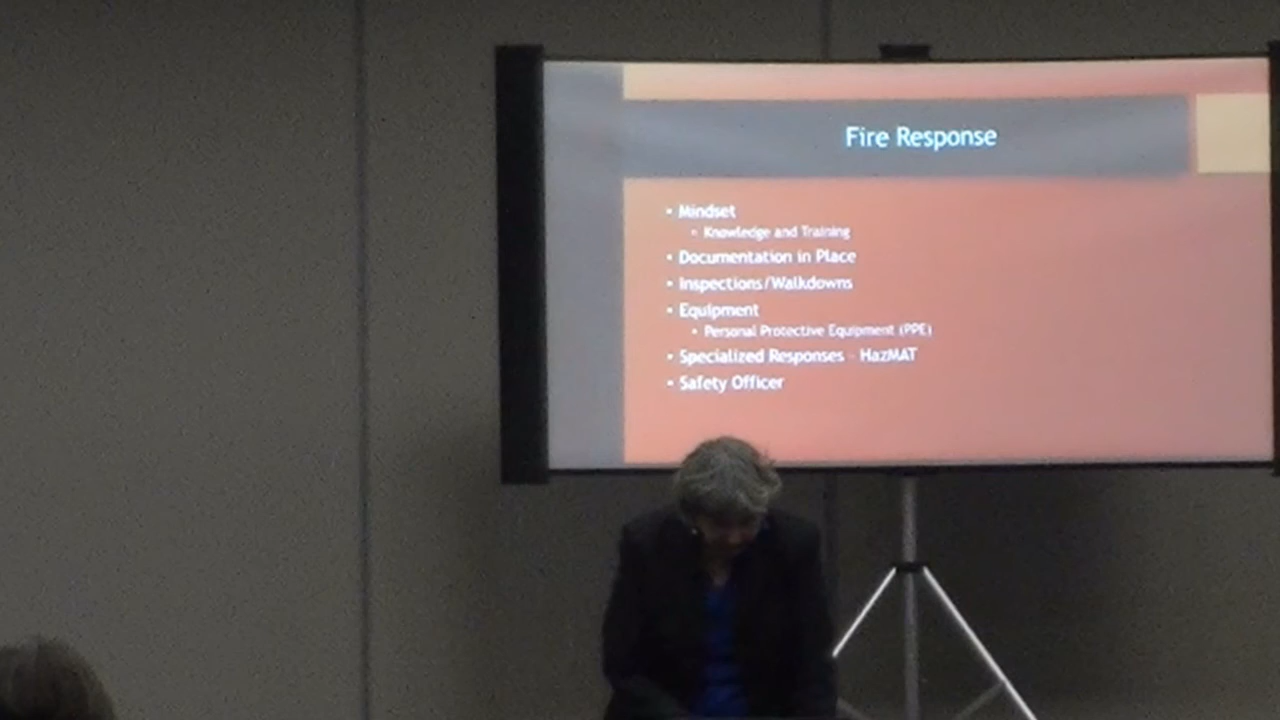 Fire Response
• Mindset
• Knowledge and Training
• Documentation in Place
• Inspections/Walkdowns
• Equipment
• Personal Protective Equipment (PPE)
• Specialized Responses - HazMAT
• Safety Officer